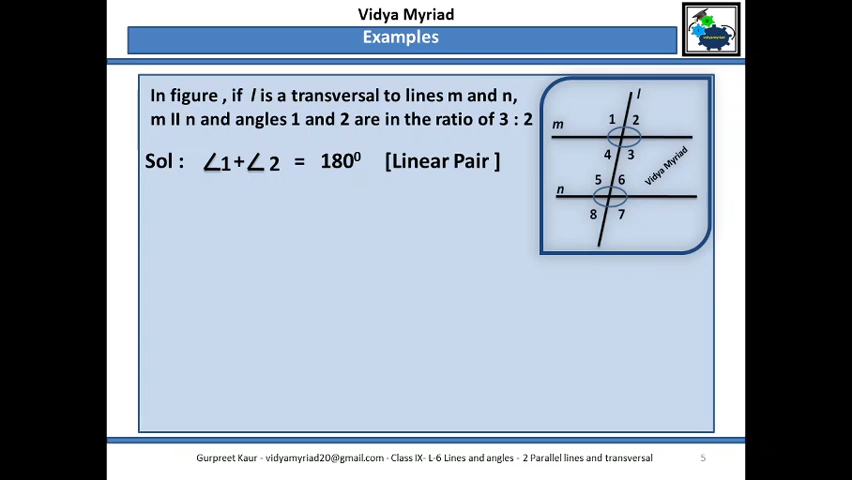 Vidya Myriad
Examples
vidyamyriad
In figure , if l is a transversal to lines m and n,
m II n and angles 1 and 2 are in the ratio of 3 : 2
Sol : ∠1+∠ 2 = 180⁰ [Linear Pair ]
l
1 2
m
4 3
Vidya Myriad
5 6
n
8 7
Gurpreet Kaur - vidyamyriad20@gmail.com - Class IX- L-6 Lines and angles - 2 Parallel lines and transversal
5